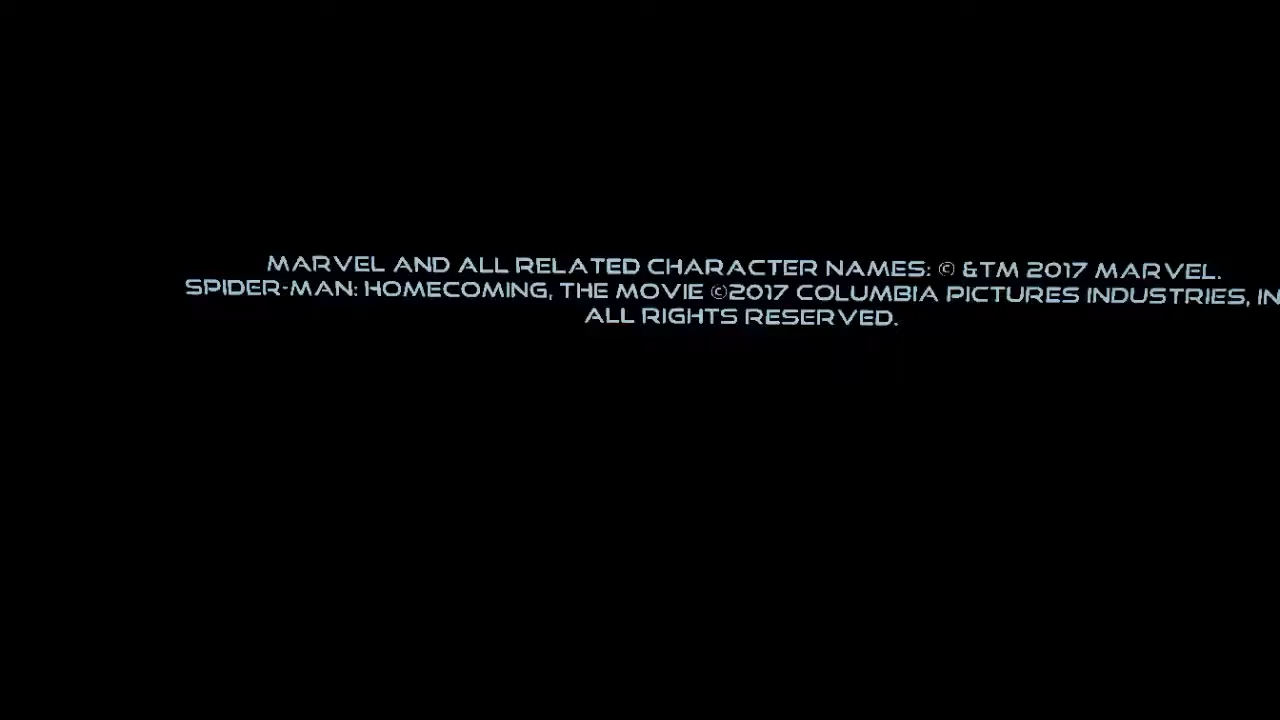 MARVEL AND ALL RELATED CHARACTER NAMES: © &TM 2017 MARVEL.
SPIDER-MAN: HOMECOMING, THE MOVIE ©2017 COLUMBIA PICTURES INDUSTRIES, IN
ALL RIGHTS RESERVED.